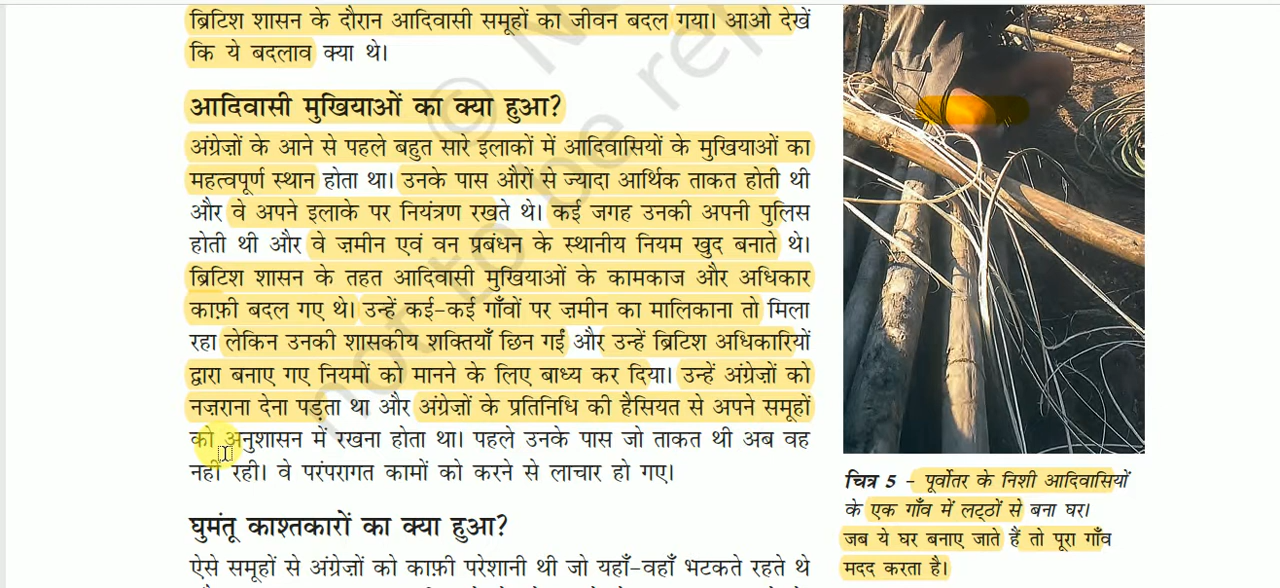 ब्रिटिश शासन के दौरान आदिवासी समूहों का जीवन बदल गया। आओ देखें
कि ये बदलाव क्या थे।
आदिवासी मुखियाओं का क्या हुआ?
अंग्रेज़ों के आने से पहले बहुत सारे इलाकों में आदिवासियों के मुखियाओं का
महत्वपूर्ण स्थान होता था। उनके पास औरों से ज्यादा आर्थिक ताकत होती थी
और वे अपने इलाके पर नियंत्रण रखते थे। कई जगह उनकी अपनी पुलिस
होती थी और वे ज़मीन एवं वन प्रबंधन के स्थानीय नियम खुद बनाते थे।
ब्रिटिश शासन के तहत आदिवासी मुखियाओं के कामकाज और अधिकार
काफ़ी बदल गए थे। उन्हें कई-कई गाँवों पर ज़मीन का मालिकाना तो मिला
रहा लेकिन उनकी शासकीय शक्तियाँ छिन गईं और उन्हें ब्रिटिश अधिकारियों
द्वारा बनाए गए नियमों को मानने के लिए बाध्य कर दिया। उन्हें अंग्रेज़ों को
नज़राना देना पड़ता था और अंग्रेज़ों के प्रतिनिधि की हैसियत से अपने समूहों
को अनुशासन में रखना होता था। पहले उनके पास जो ताकत थी अब वह
नहीं रही। वे परंपरागत कामों को करने से लाचार हो गए।
घुमंतू काश्तकारों का क्या हुआ?
ऐसे समूहों से अंग्रेज़ों को काफ़ी परेशानी थी जो यहाँ-वहाँ भटकते रहते थे
चित्र 5 – पूर्वोतर के निशी आदिवासियों
के एक गाँव में लट्ठों से बना घर।
जब ये घर बनाए जाते हैं तो पूरा गाँव
मदद करता है।
© N
not to be rep